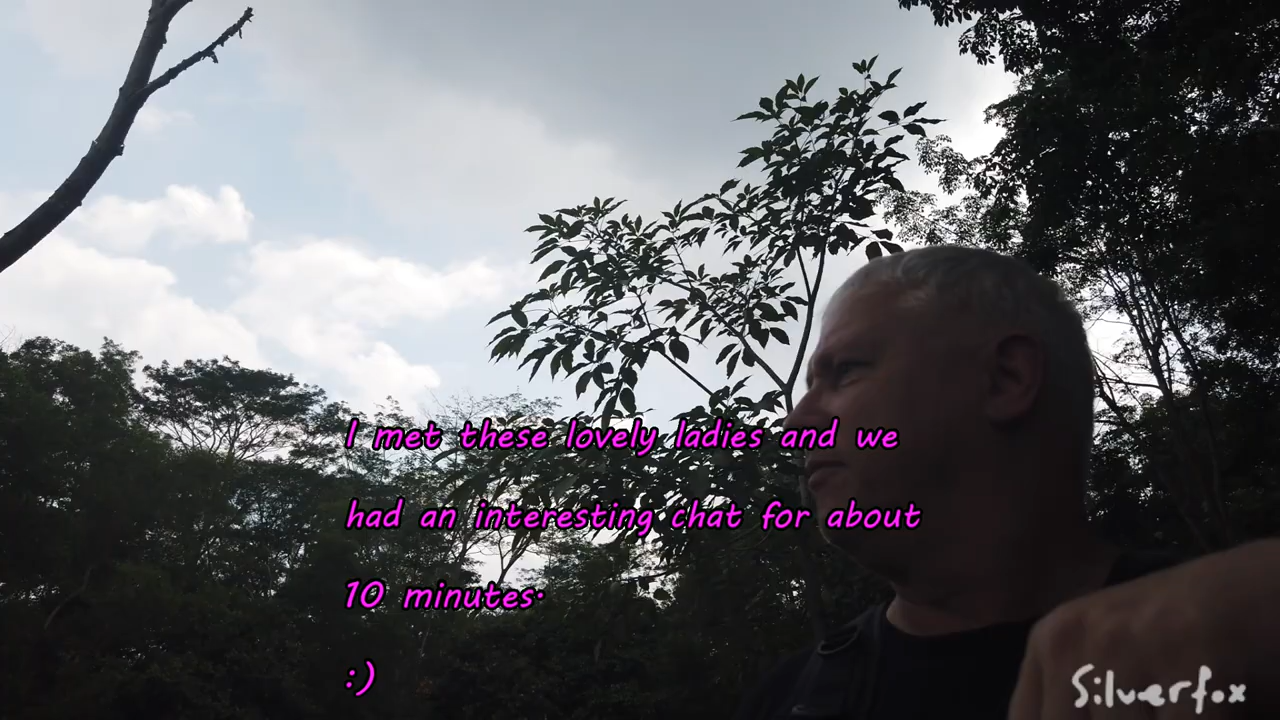 I met these lovely ladies and we
had an interesting chat for about
10 minutes.
:)
Silverfox